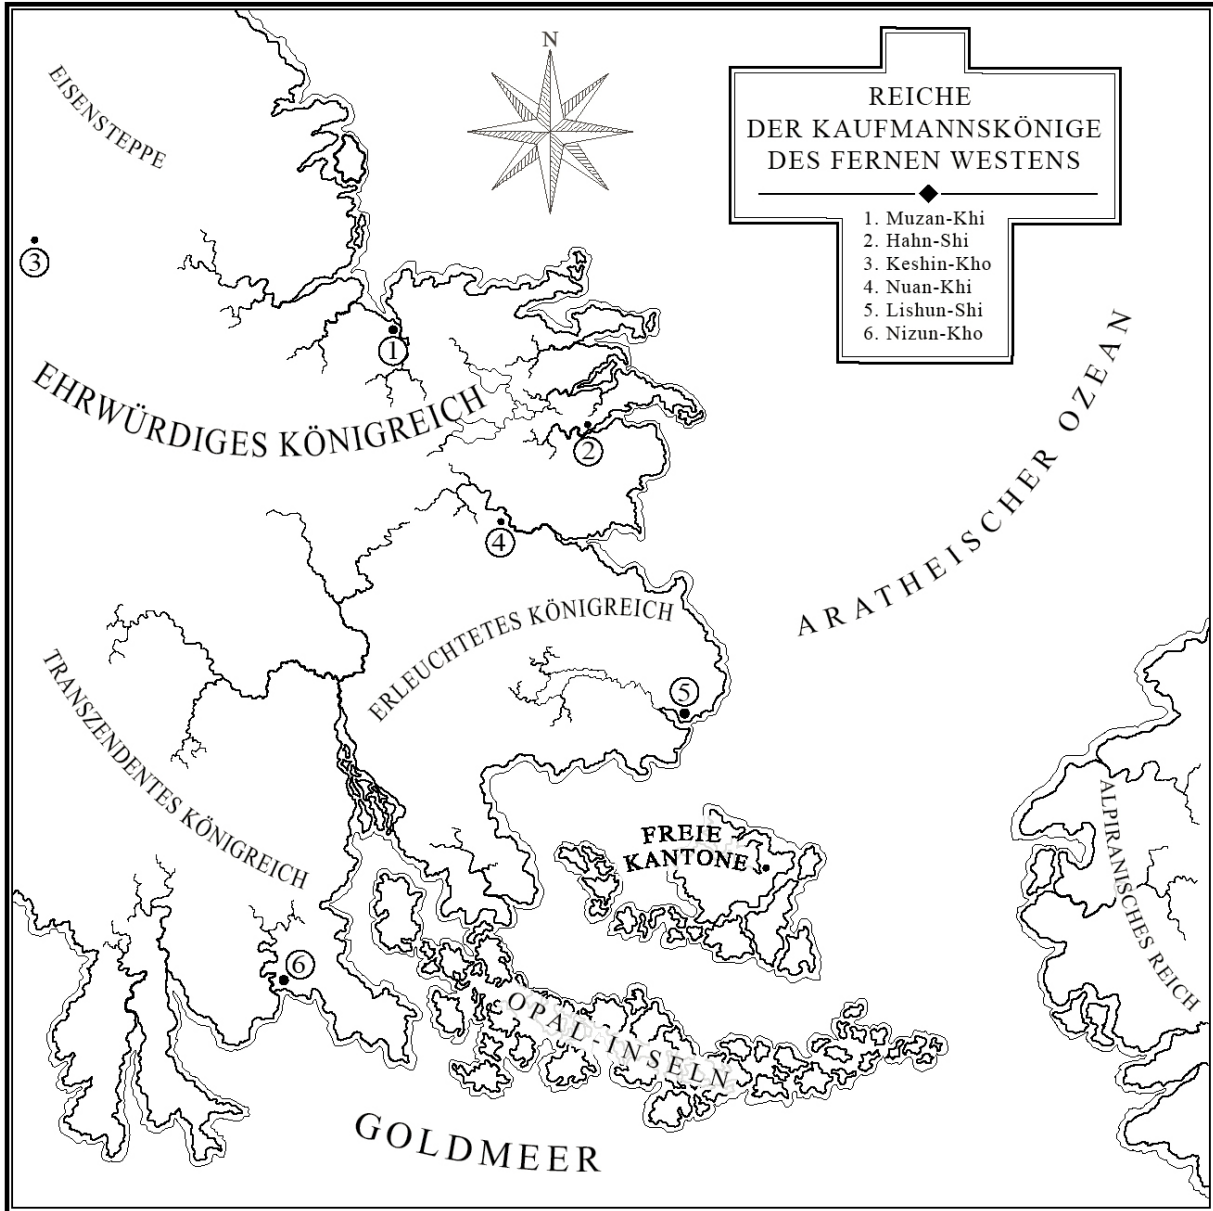 N
REICHE
DER KAUFMANNSKÖNIGE
DES FERNEN WESTENS
1. Muzan-Khi
2. Hahn-Shi
3. Keshin-Kho
4. Nuan-Khi
5. Lishun-Shi
6. Nizun-Kho
EISENSTEPPE
3
1
EHRWÜRDIGES KÖNIGREICH
2
4
ARATHEISCHER OZEAN
ERLEUCHTETES KÖNIGREICH
5
TRANSZENDENTES KÖNIGREICH
FREIE
KANTONE
ALPIRANISCHES REICH
6
OPAL-INSELN
GOLDMEER